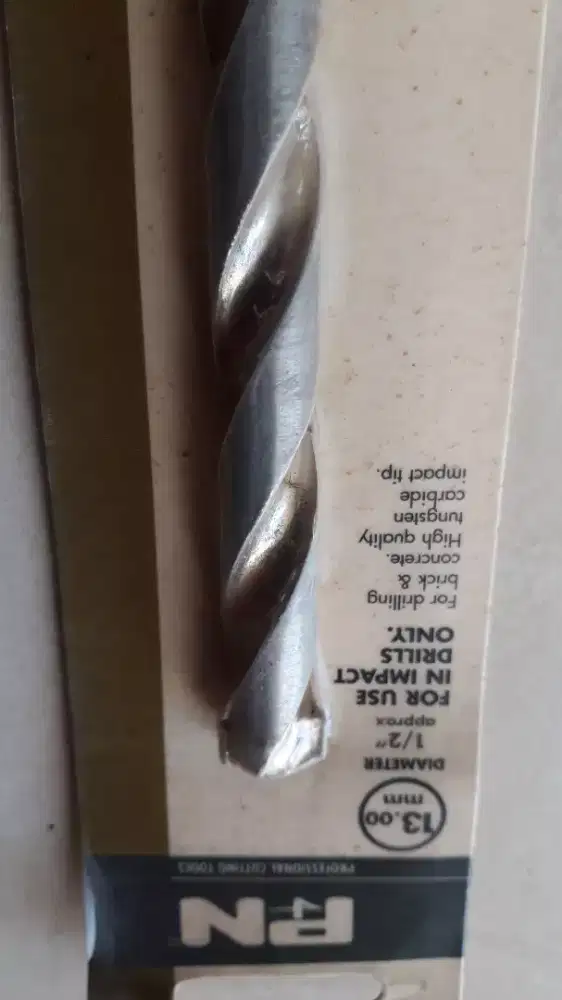 P&N
PROFESSIONAL CUTTING TOOLS
13.00
mm
DIAMETER
1/2"
approx
FOR USE
IN IMPACT
DRILLS
ONLY.
For drilling
brick &
concrete.
High quality
tungsten
carbide
impact tip.